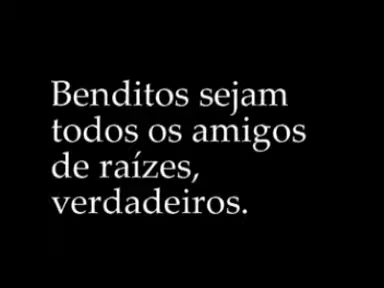 Benditos sejam
todos os amigos
de raízes,
verdadeiros.